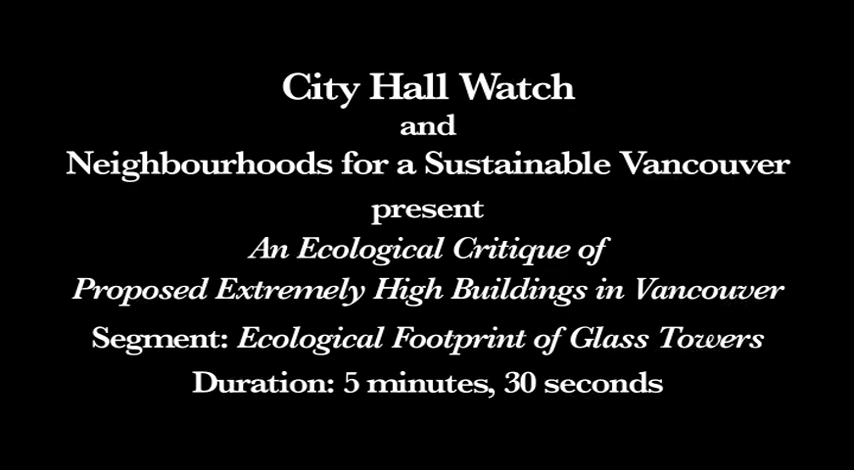 City Hall Watch
and
Neighbourhoods for a Sustainable Vancouver
present
An Ecological Critique of
Proposed Extremely High Buildings in Vancouver
Segment: Ecological Footprint of Glass Towers
Duration: 5 minutes, 30 seconds